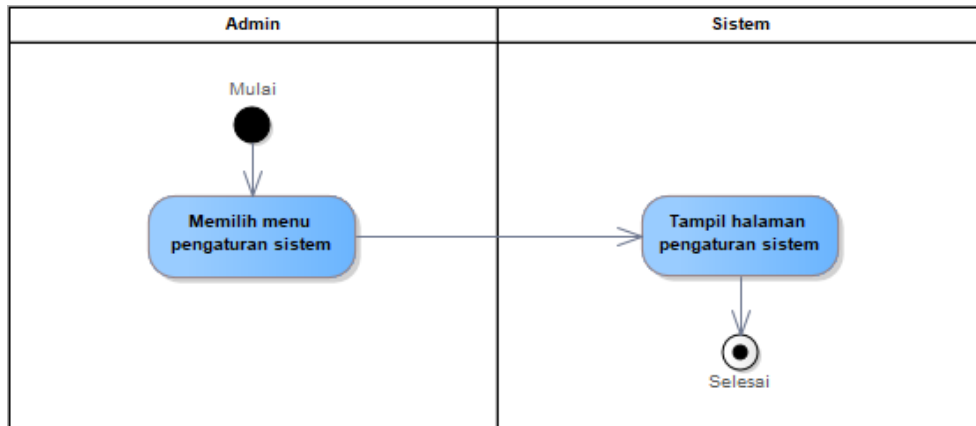 Admin
Sistem
Mulai
Memilih menu
pengaturan sistem
Tampil halaman
pengaturan sistem
Selesai